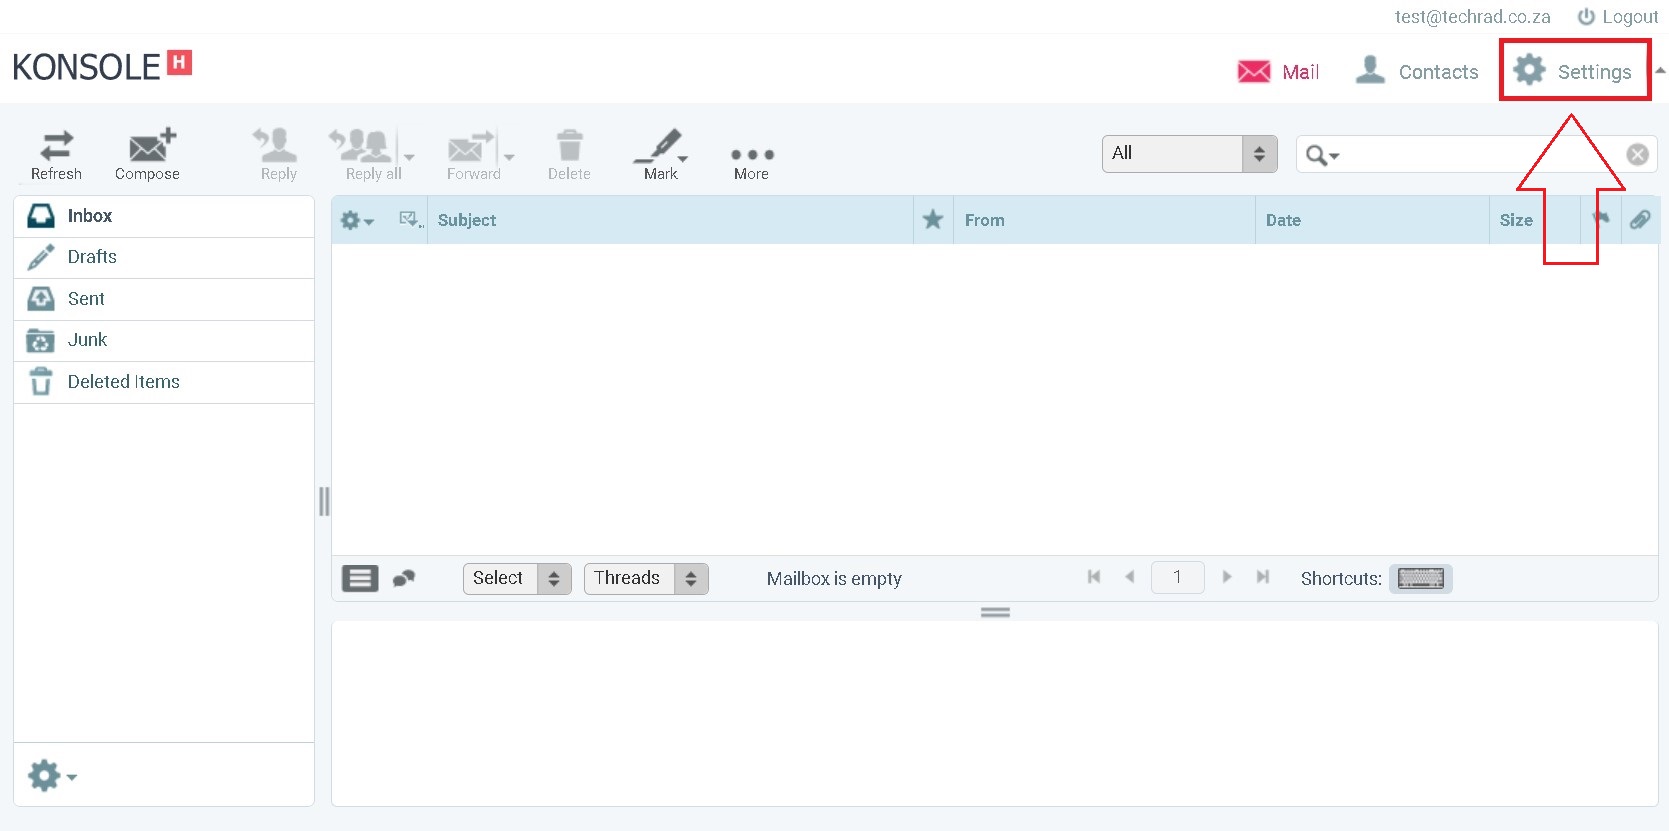 test@techrad.co.za Logout
KONSOLE H
Mail Contacts Settings
Refresh Compose Reply Reply all Forward Delete Mark More
All
Inbox
Subject From Date Size
Drafts
Sent
Junk
Deleted Items
Select Threads Mailbox is empty 1 Shortcuts: